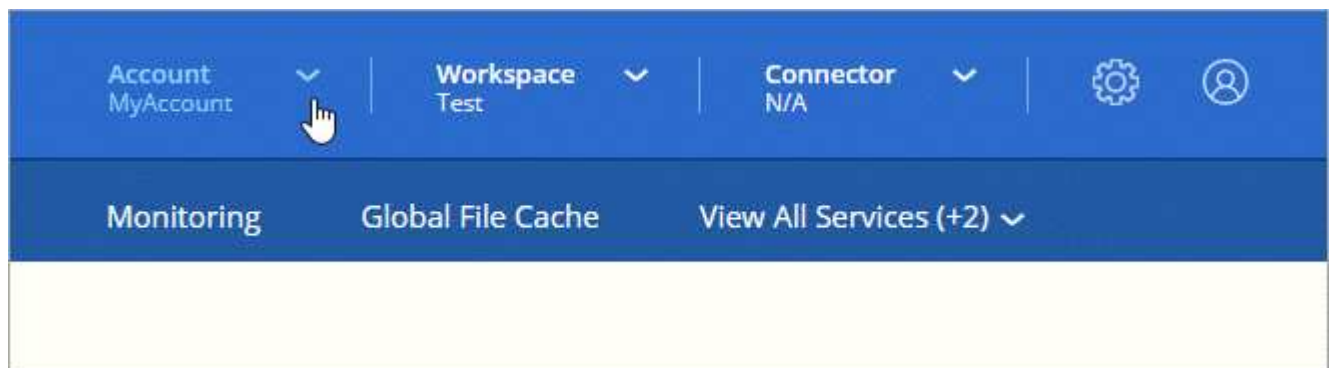 Account
MyAccount
Workspace
Test
Connector
N/A
Monitoring
Global File Cache
View All Services (+2)